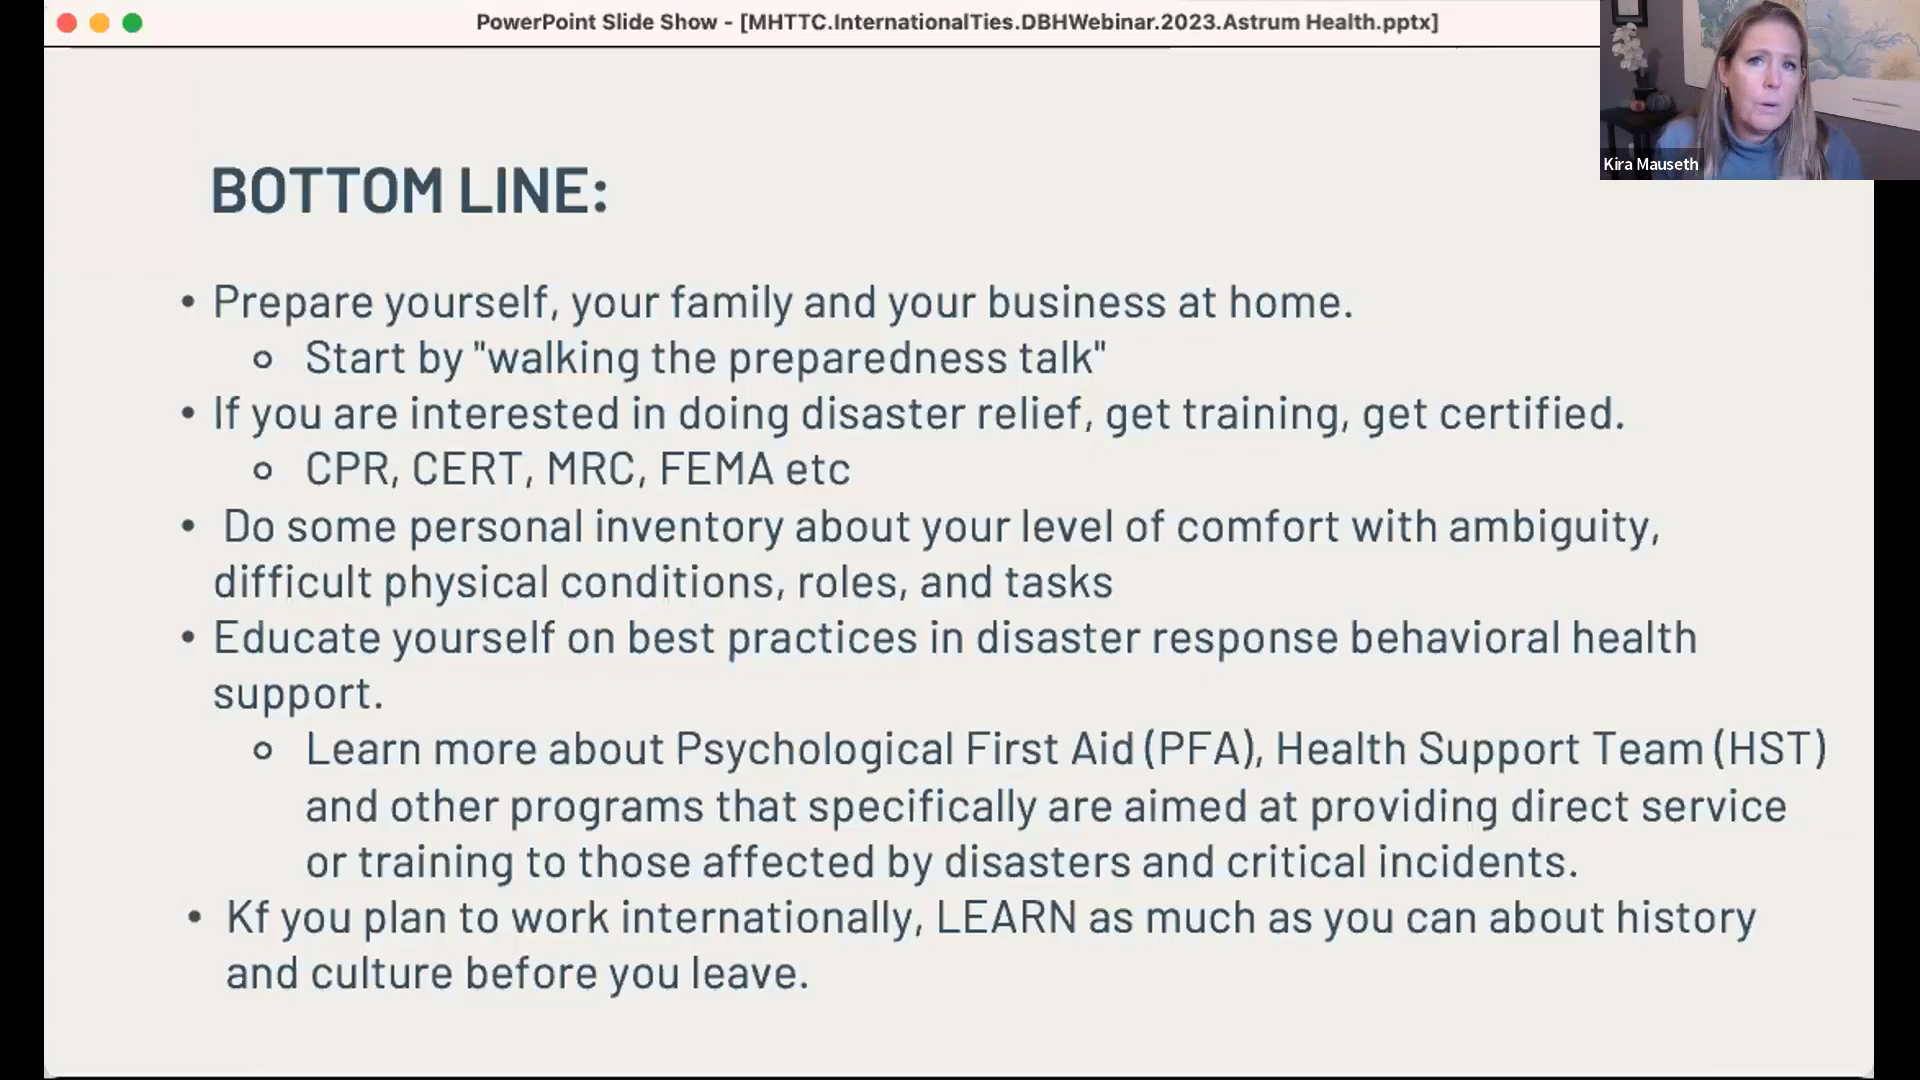 PowerPoint Slide Show - [MHTTC.InternationalTies.DBHWebinar.2023.Astrum Health.pptx]
Kira Mauseth
BOTTOM LINE:
• Prepare yourself, your family and your business at home.
○ Start by "walking the preparedness talk"
• If you are interested in doing disaster relief, get training, get certified.
○ CPR, CERT, MRC, FEMA etc
• Do some personal inventory about your level of comfort with ambiguity,
difficult physical conditions, roles, and tasks
• Educate yourself on best practices in disaster response behavioral health
support.
○ Learn more about Psychological First Aid (PFA), Health Support Team (HST)
and other programs that specifically are aimed at providing direct service
or training to those affected by disasters and critical incidents.
• Kf you plan to work internationally, LEARN as much as you can about history
and culture before you leave.